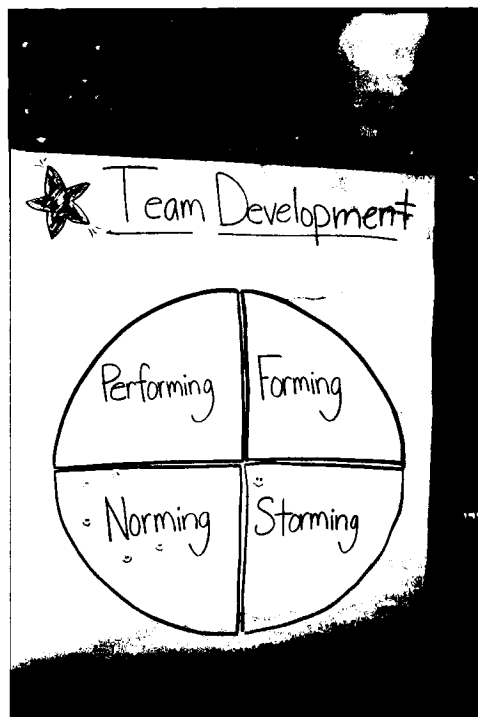 Team Development
Performing
Forming
Norming
Storming